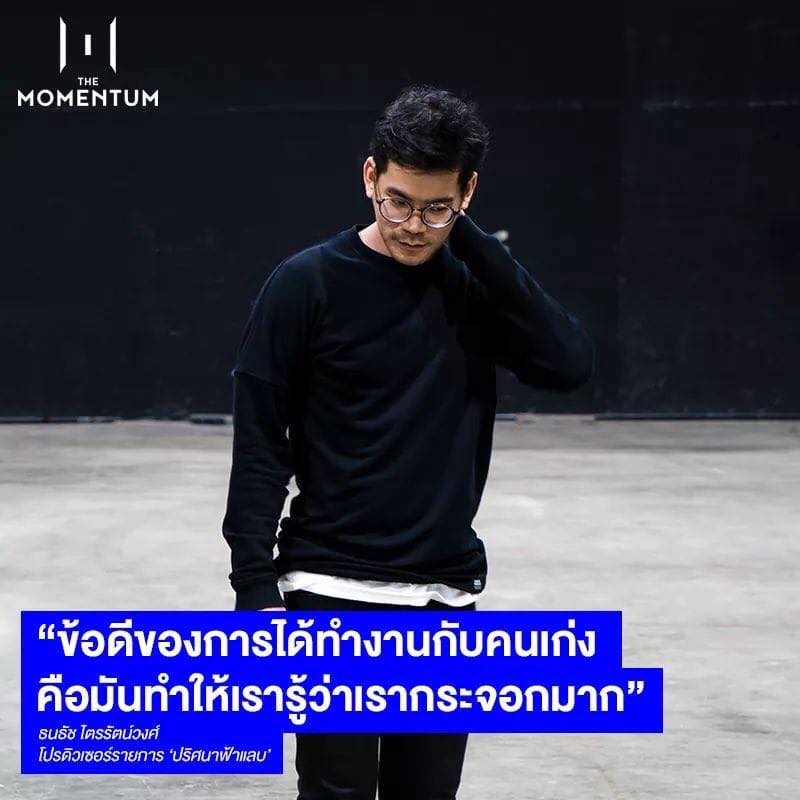 THE
MOMENTUM
“ข้อดีของการได้ทำงานกับคนเก่ง
คือมันทำให้เรารู้ว่าเรากระจอกมาก”
ธนธัช ไตรรัตน์วงศ์
โปรดิวเซอร์รายการ ‘ปริศนาฟ้าแลบ’